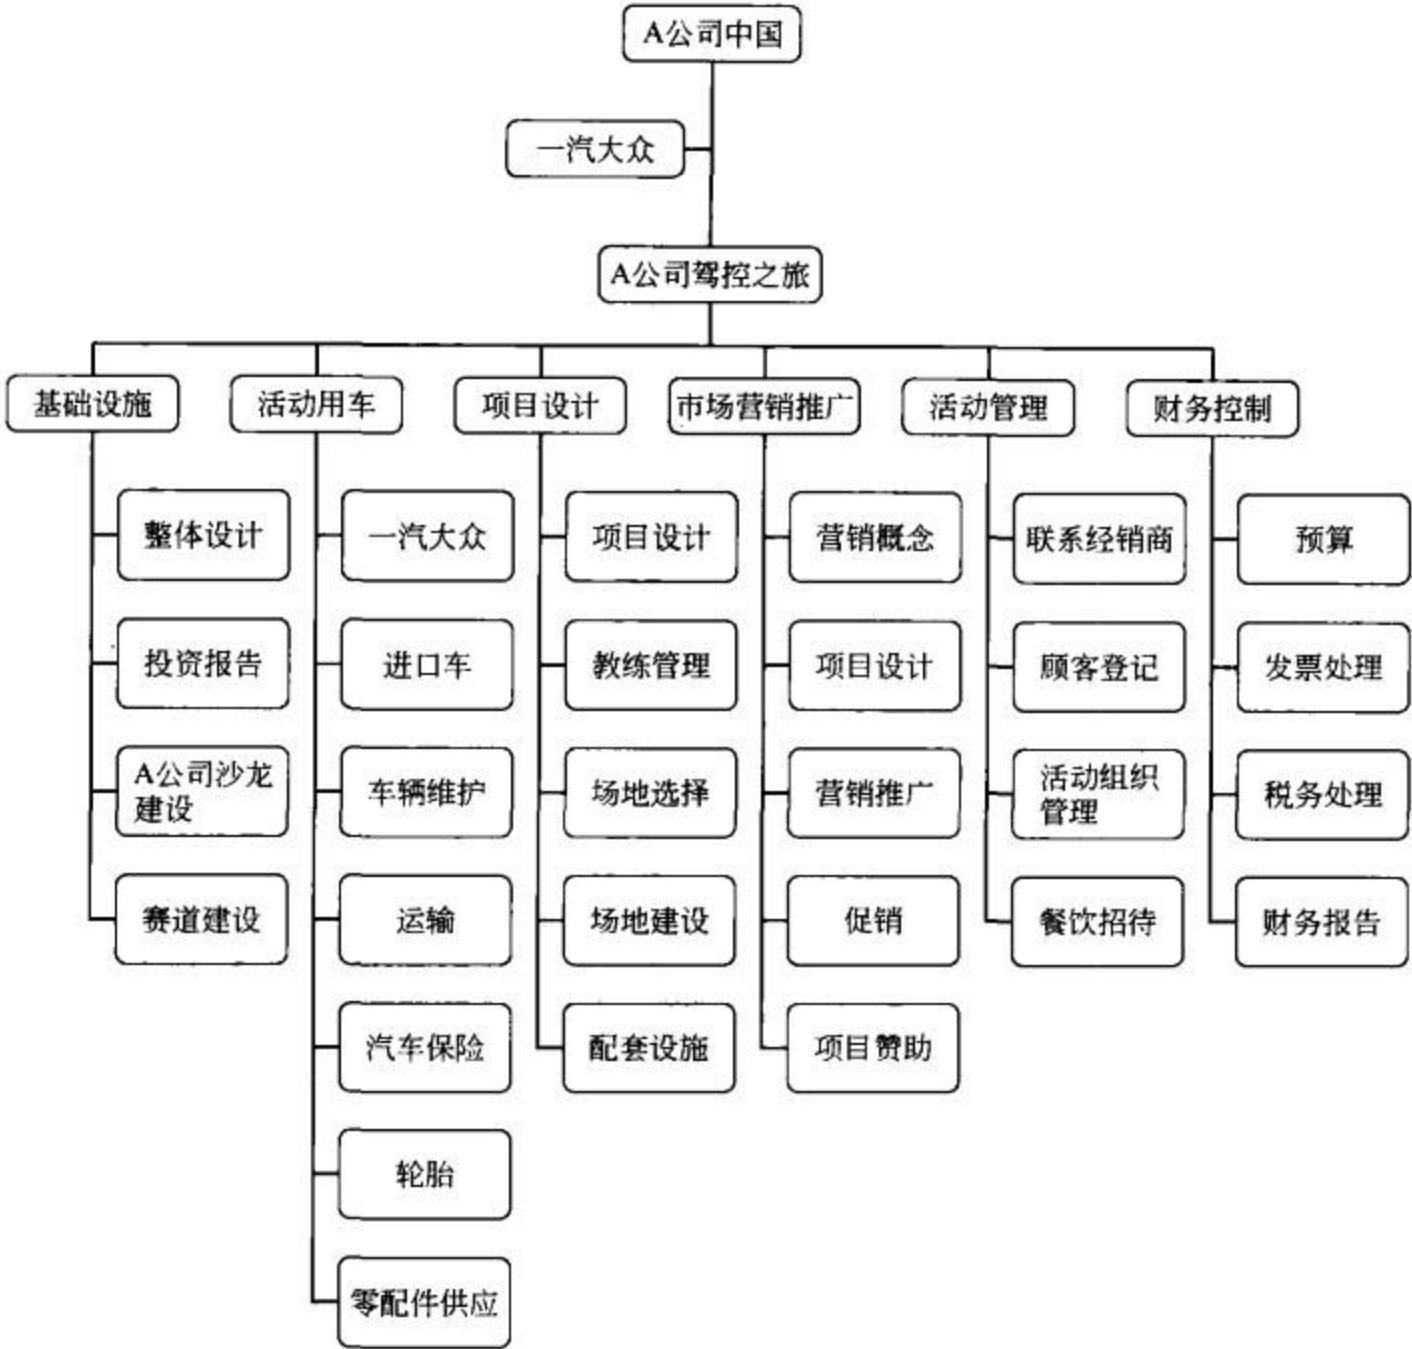 A公司中国
一汽大众
A公司驾控之旅
基础设施
活动用车
项目设计
市场营销推广
活动管理
财务控制
整体设计
一汽大众
项目设计
营销概念
联系经销商
预算
投资报告
进口车
教练管理
项目设计
顾客登记
发票处理
A公司沙龙
建设
车辆维护
场地选择
营销推广
活动组织
管理
税务处理
赛道建设
运输
场地建设
促销
餐饮招待
财务报告
汽车保险
配套设施
项目赞助
轮胎
零配件供应